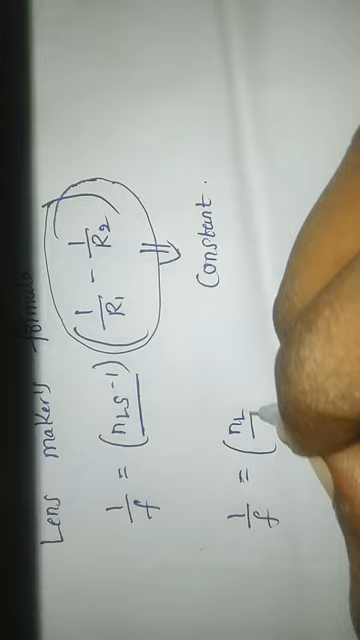 Lens maker's formula
1/f = (nLS - 1) (1/R1 - 1/R2)
⇓
Constant.
1/f = (nL